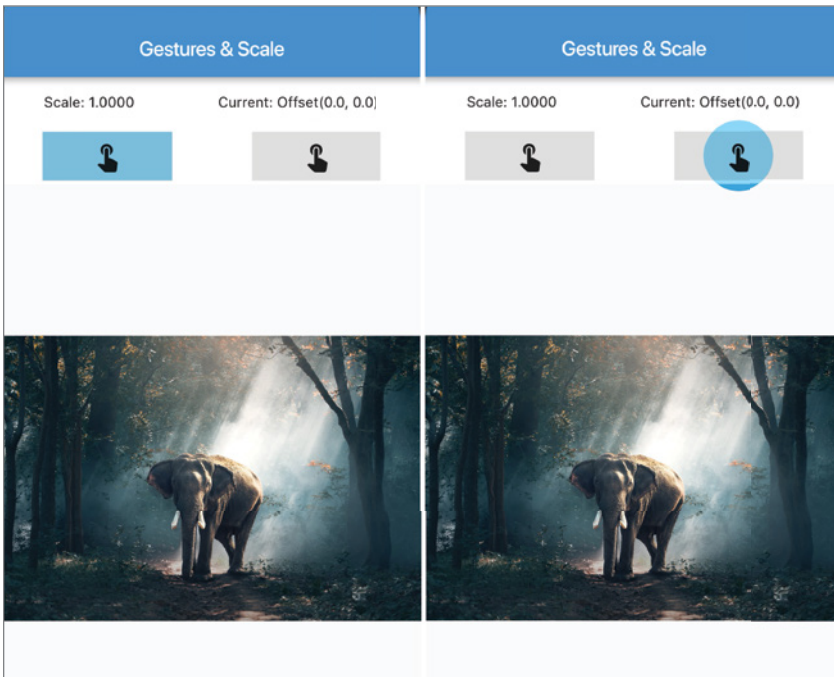 Gestures & Scale
Scale: 1.0000 Current: Offset(0.0, 0.0)
Gestures & Scale
Scale: 1.0000 Current: Offset(0.0, 0.0)